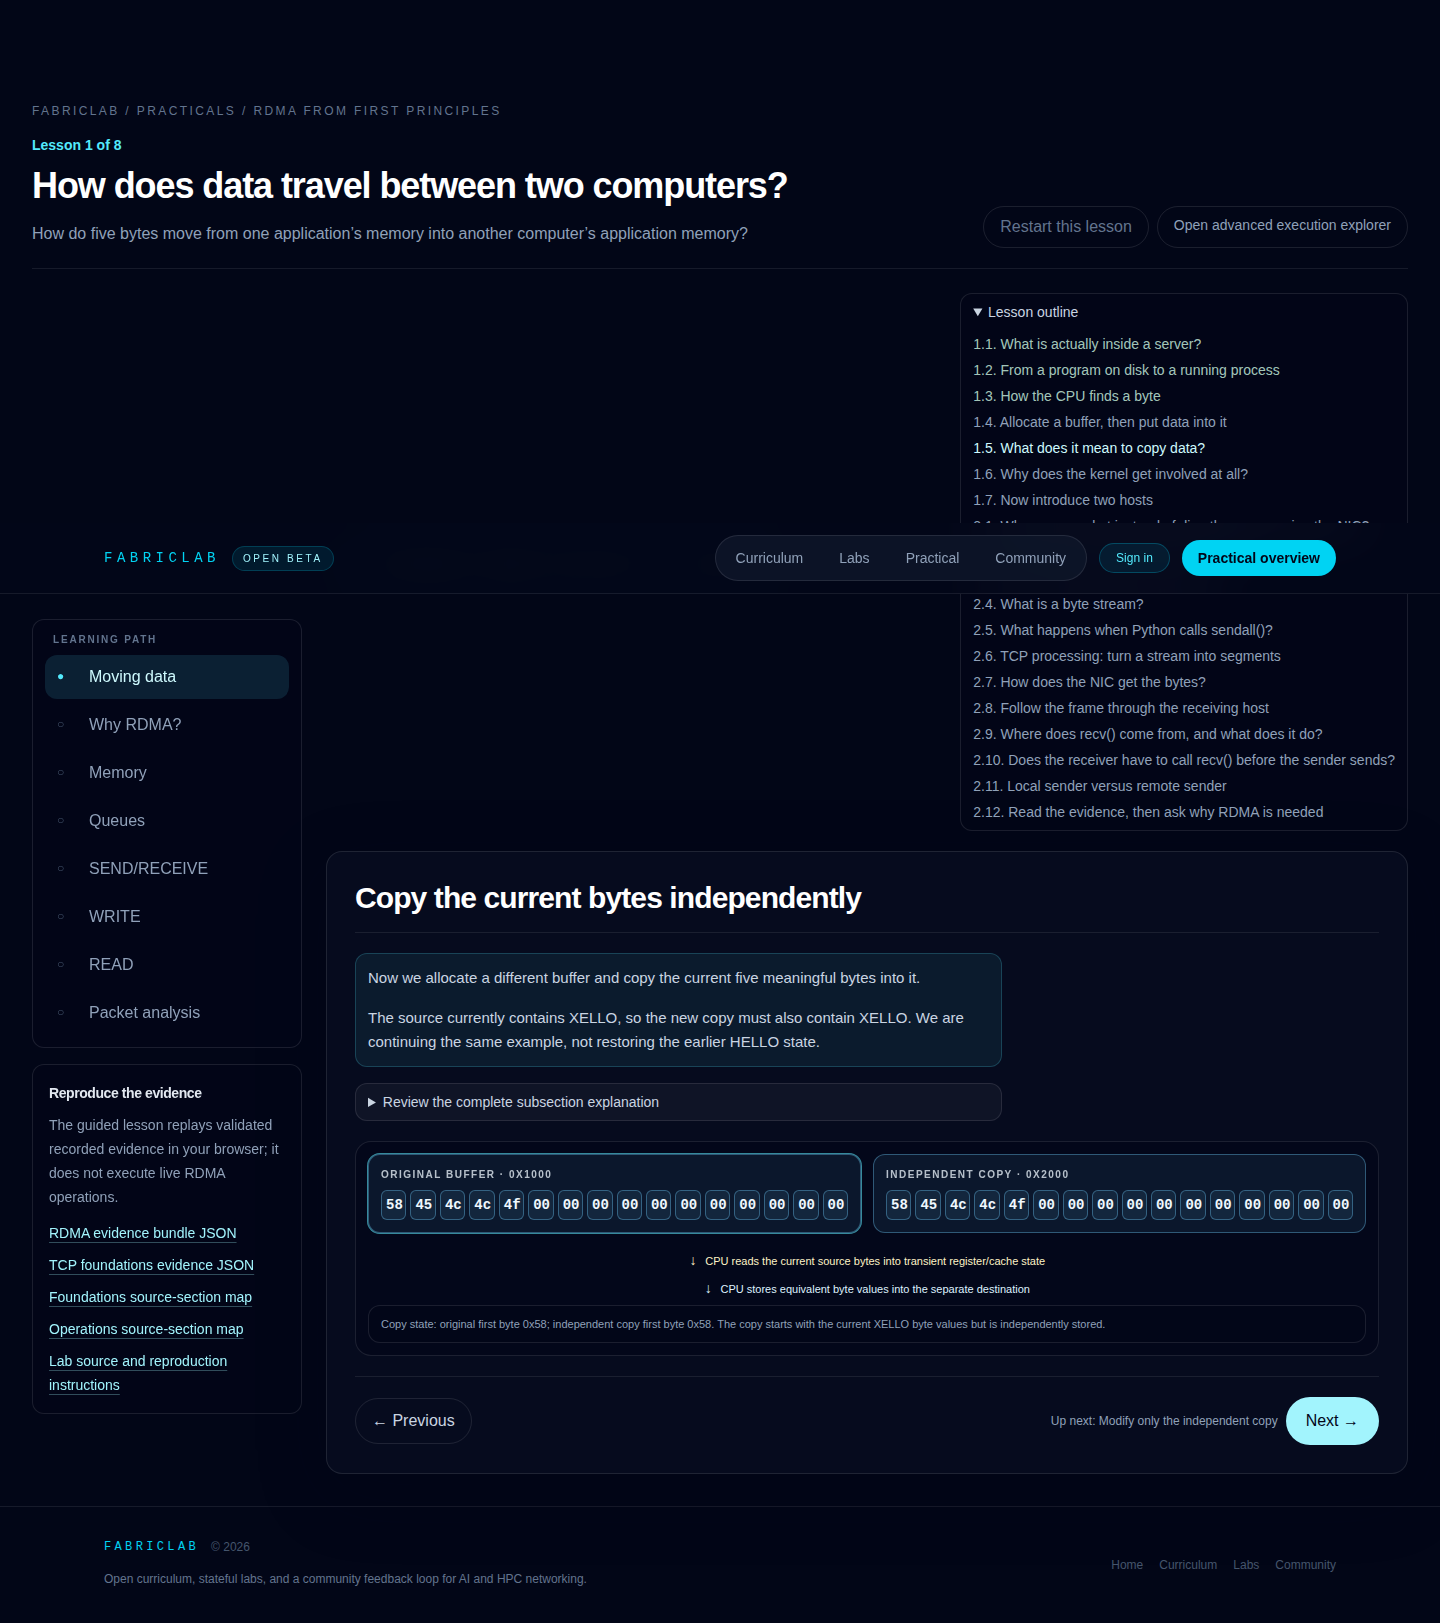 FABRICLAB / PRACTICALS / RDMA FROM FIRST PRINCIPLES
Lesson 1 of 8
How does data travel between two computers?
How do five bytes move from one application’s memory into another computer’s application memory?
Restart this lesson
Open advanced execution explorer
▼ Lesson outline
1.1. What is actually inside a server?
1.2. From a program on disk to a running process
1.3. How the CPU finds a byte
1.4. Allocate a buffer, then put data into it
1.5. What does it mean to copy data?
1.6. Why does the kernel get involved at all?
1.7. Now introduce two hosts
FABRICLAB OPEN BETA
Curriculum Labs Practical Community
Sign in
Practical overview
2.4. What is a byte stream?
2.5. What happens when Python calls sendall()?
2.6. TCP processing: turn a stream into segments
2.7. How does the NIC get the bytes?
2.8. Follow the frame through the receiving host
2.9. Where does recv() come from, and what does it do?
2.10. Does the receiver have to call recv() before the sender sends?
2.11. Local sender versus remote sender
2.12. Read the evidence, then ask why RDMA is needed
LEARNING PATH
● Moving data
○ Why RDMA?
○ Memory
○ Queues
○ SEND/RECEIVE
○ WRITE
○ READ
○ Packet analysis
Reproduce the evidence
The guided lesson replays validated
recorded evidence in your browser; it
does not execute live RDMA
operations.
RDMA evidence bundle JSON
TCP foundations evidence JSON
Foundations source-section map
Operations source-section map
Lab source and reproduction
instructions
Copy the current bytes independently
Now we allocate a different buffer and copy the current five meaningful bytes into it.
The source currently contains XELLO, so the new copy must also contain XELLO. We are
continuing the same example, not restoring the earlier HELLO state.
▶ Review the complete subsection explanation
ORIGINAL BUFFER · 0X1000
58 45 4c 4c 4f 00 00 00 00 00 00 00 00 00 00 00
INDEPENDENT COPY · 0X2000
58 45 4c 4c 4f 00 00 00 00 00 00 00 00 00 00 00
↓ CPU reads the current source bytes into transient register/cache state
↓ CPU stores equivalent byte values into the separate destination
Copy state: original first byte 0x58; independent copy first byte 0x58. The copy starts with the current XELLO byte values but is independently stored.
← Previous
Up next: Modify only the independent copy
Next →
FABRICLAB © 2026
Open curriculum, stateful labs, and a community feedback loop for AI and HPC networking.
Home Curriculum Labs Community